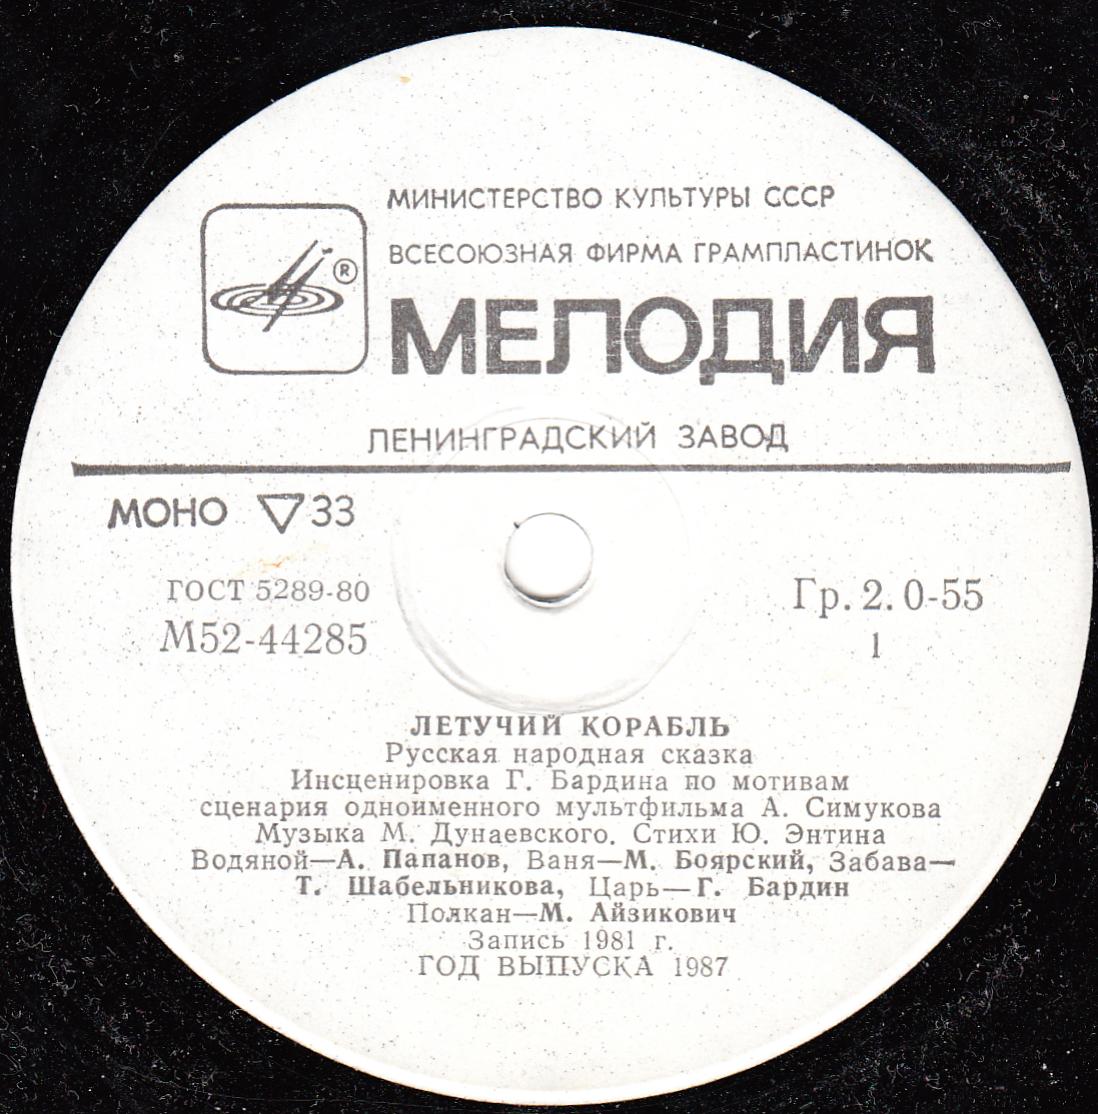 МИНИСТЕРСТВО КУЛЬТУРЫ СССР
ВСЕСОЮЗНАЯ ФИРМА ГРАМПЛАСТИНОК
®
МЕЛОДИЯ
ЛЕНИНГРАДСКИЙ ЗАВОД
МОНО ▽33
ГОСТ 5289-80
М52-44285
Гр. 2. 0-55
1
ЛЕТУЧИЙ КОРАБЛЬ
Русская народная сказка
Инсценировка Г. Бардина по мотивам
сценария одноименного мультфильма А. Симукова
Музыка М. Дунаевского. Стихи Ю. Энтина
Водяной—А. Папанов, Ваня—М. Боярский, Забава—
Т. Шабельникова, Царь—Г. Бардин
Полкан—М. Айзикович
Запись 1981 г.
ГОД ВЫПУСКА 1987